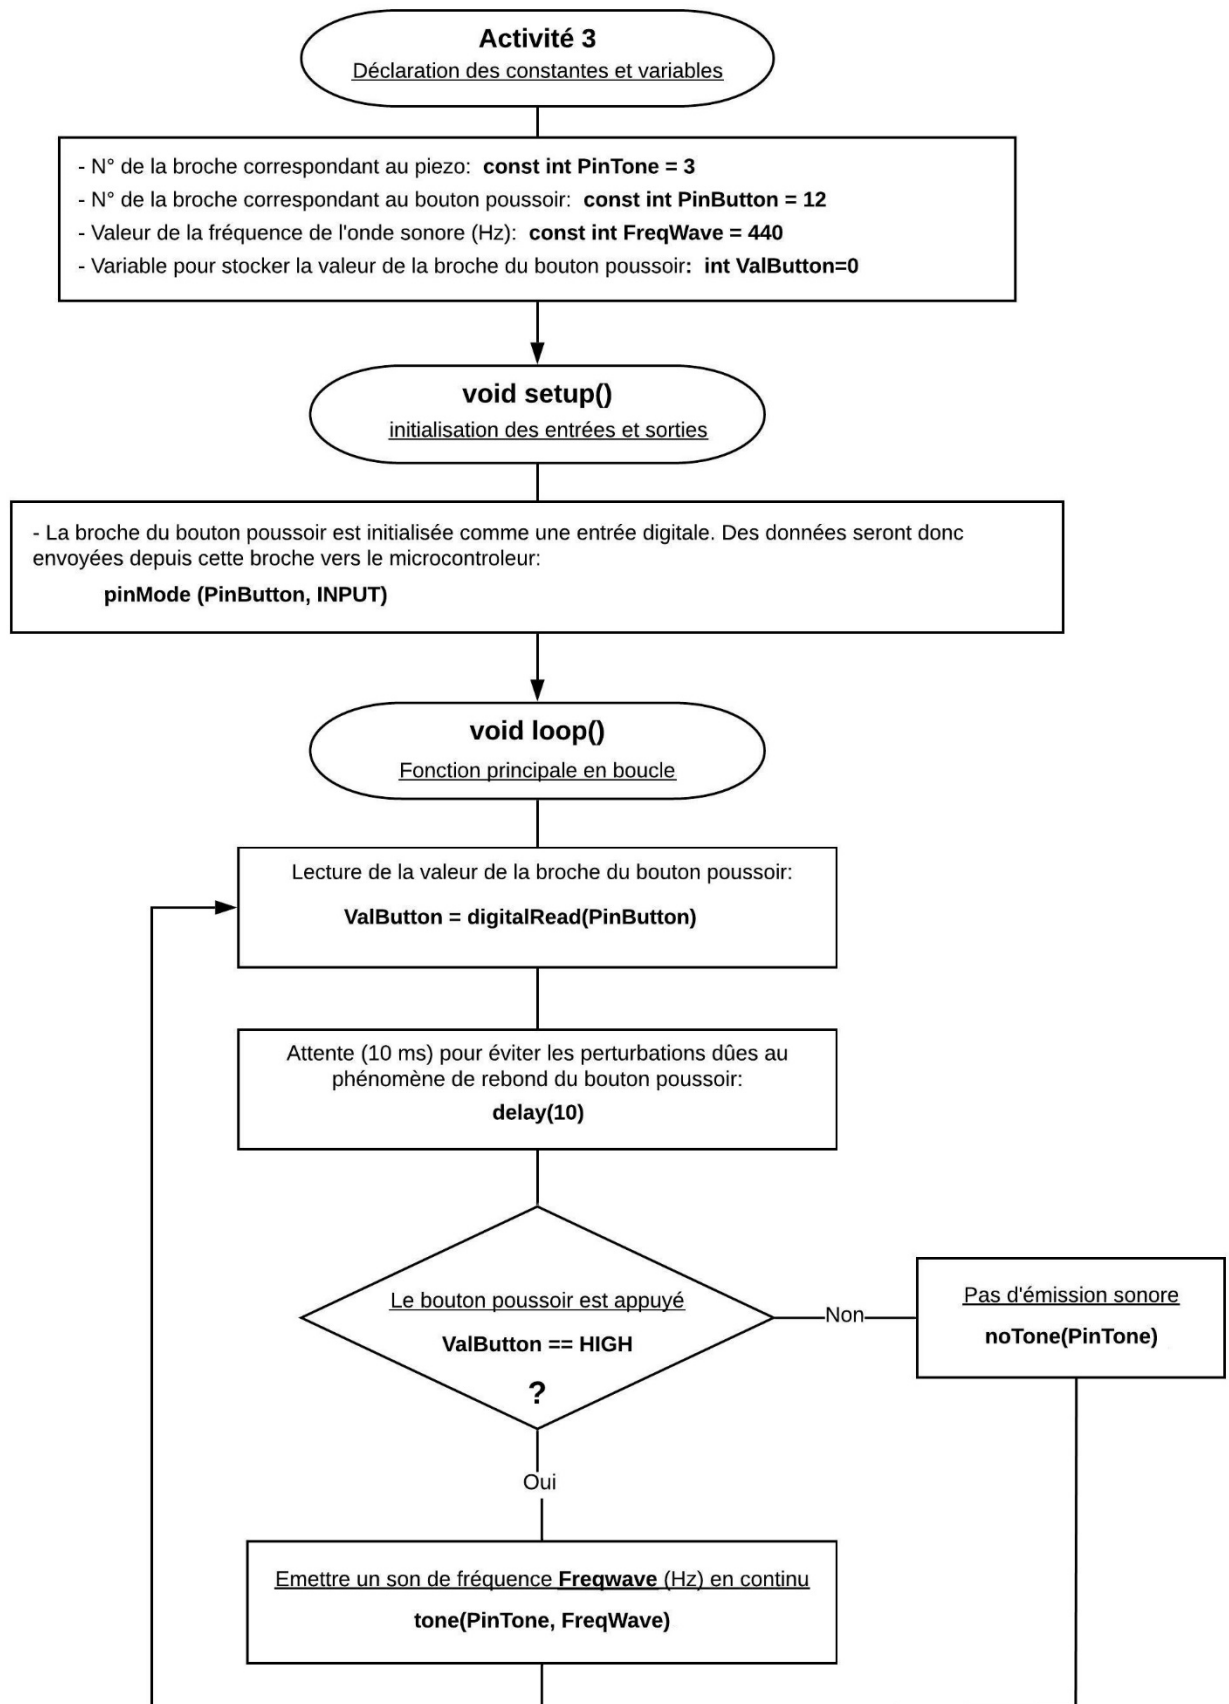 Activité 3
Déclaration des constantes et variables
- N° de la broche correspondant au piezo: const int PinTone = 3
- N° de la broche correspondant au bouton poussoir: const int PinButton = 12
- Valeur de la fréquence de l'onde sonore (Hz): const int FreqWave = 440
- Variable pour stocker la valeur de la broche du bouton poussoir: int ValButton=0
void setup()
initialisation des entrées et sorties
- La broche du bouton poussoir est initialisée comme une entrée digitale. Des données seront donc
envoyées depuis cette broche vers le microcontroleur:
pinMode (PinButton, INPUT)
void loop()
Fonction principale en boucle
Lecture de la valeur de la broche du bouton poussoir:
ValButton = digitalRead(PinButton)
Attente (10 ms) pour éviter les perturbations dûes au
phénomène de rebond du bouton poussoir:
delay(10)
Le bouton poussoir est appuyé
ValButton == HIGH
?
Non
Pas d'émission sonore
noTone(PinTone)
Oui
Emettre un son de fréquence Freqwave (Hz) en continu
tone(PinTone, FreqWave)